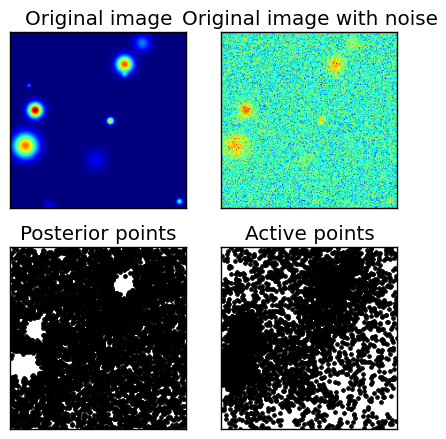 Original image
Original image with noise
Posterior points
Active points